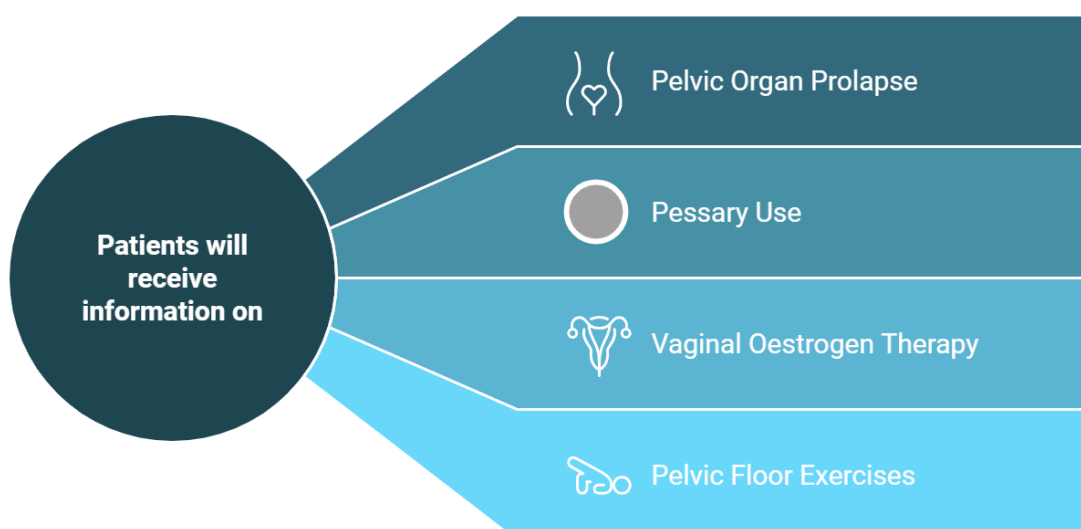 Patients will
receive
information on
Pelvic Organ Prolapse
Pessary Use
Vaginal Oestrogen Therapy
Pelvic Floor Exercises